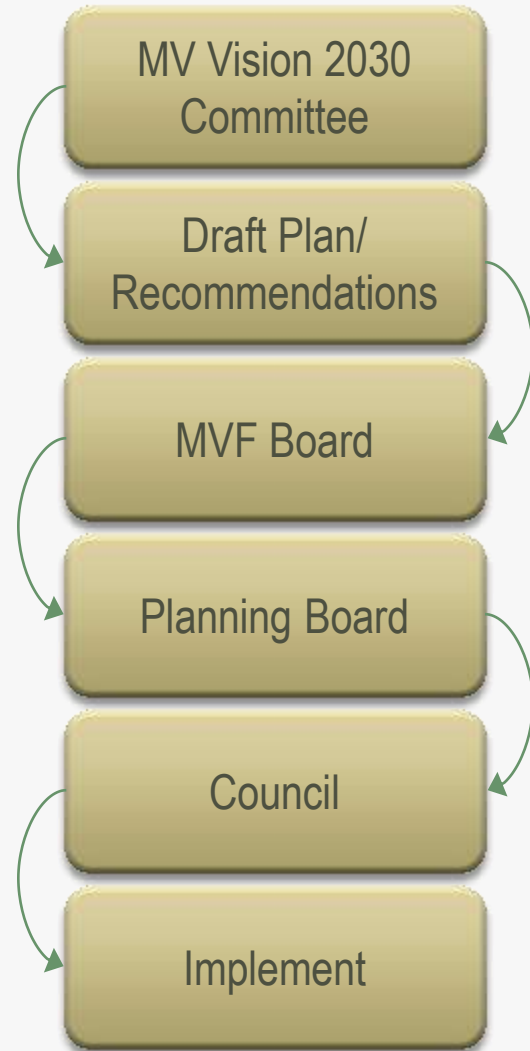 MV Vision 2030
Committee
Draft Plan/
Recommendations
MVF Board
Planning Board
Council
Implement